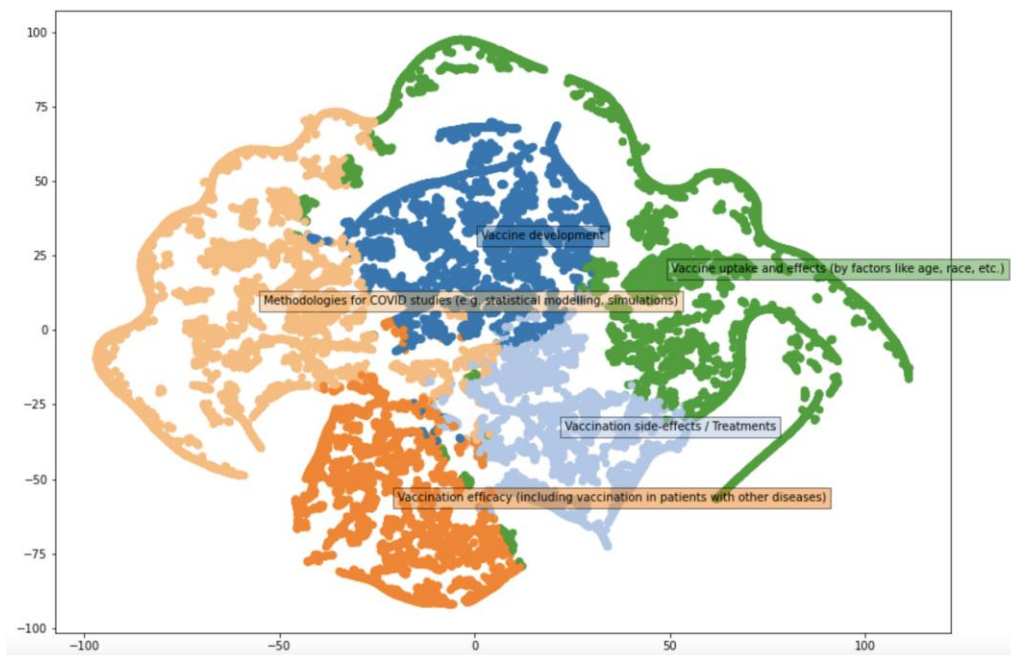 100
75
50
25
0
−25
−50
−75
−100
Vaccine development
Vaccine uptake and effects (by factors like age, race, etc.)
Methodologies for COVID studies (e.g. statistical modelling, simulations)
Vaccination side-effects / Treatments
Vaccination efficacy (including vaccination in patients with other diseases)
−100
−50
0
50
100